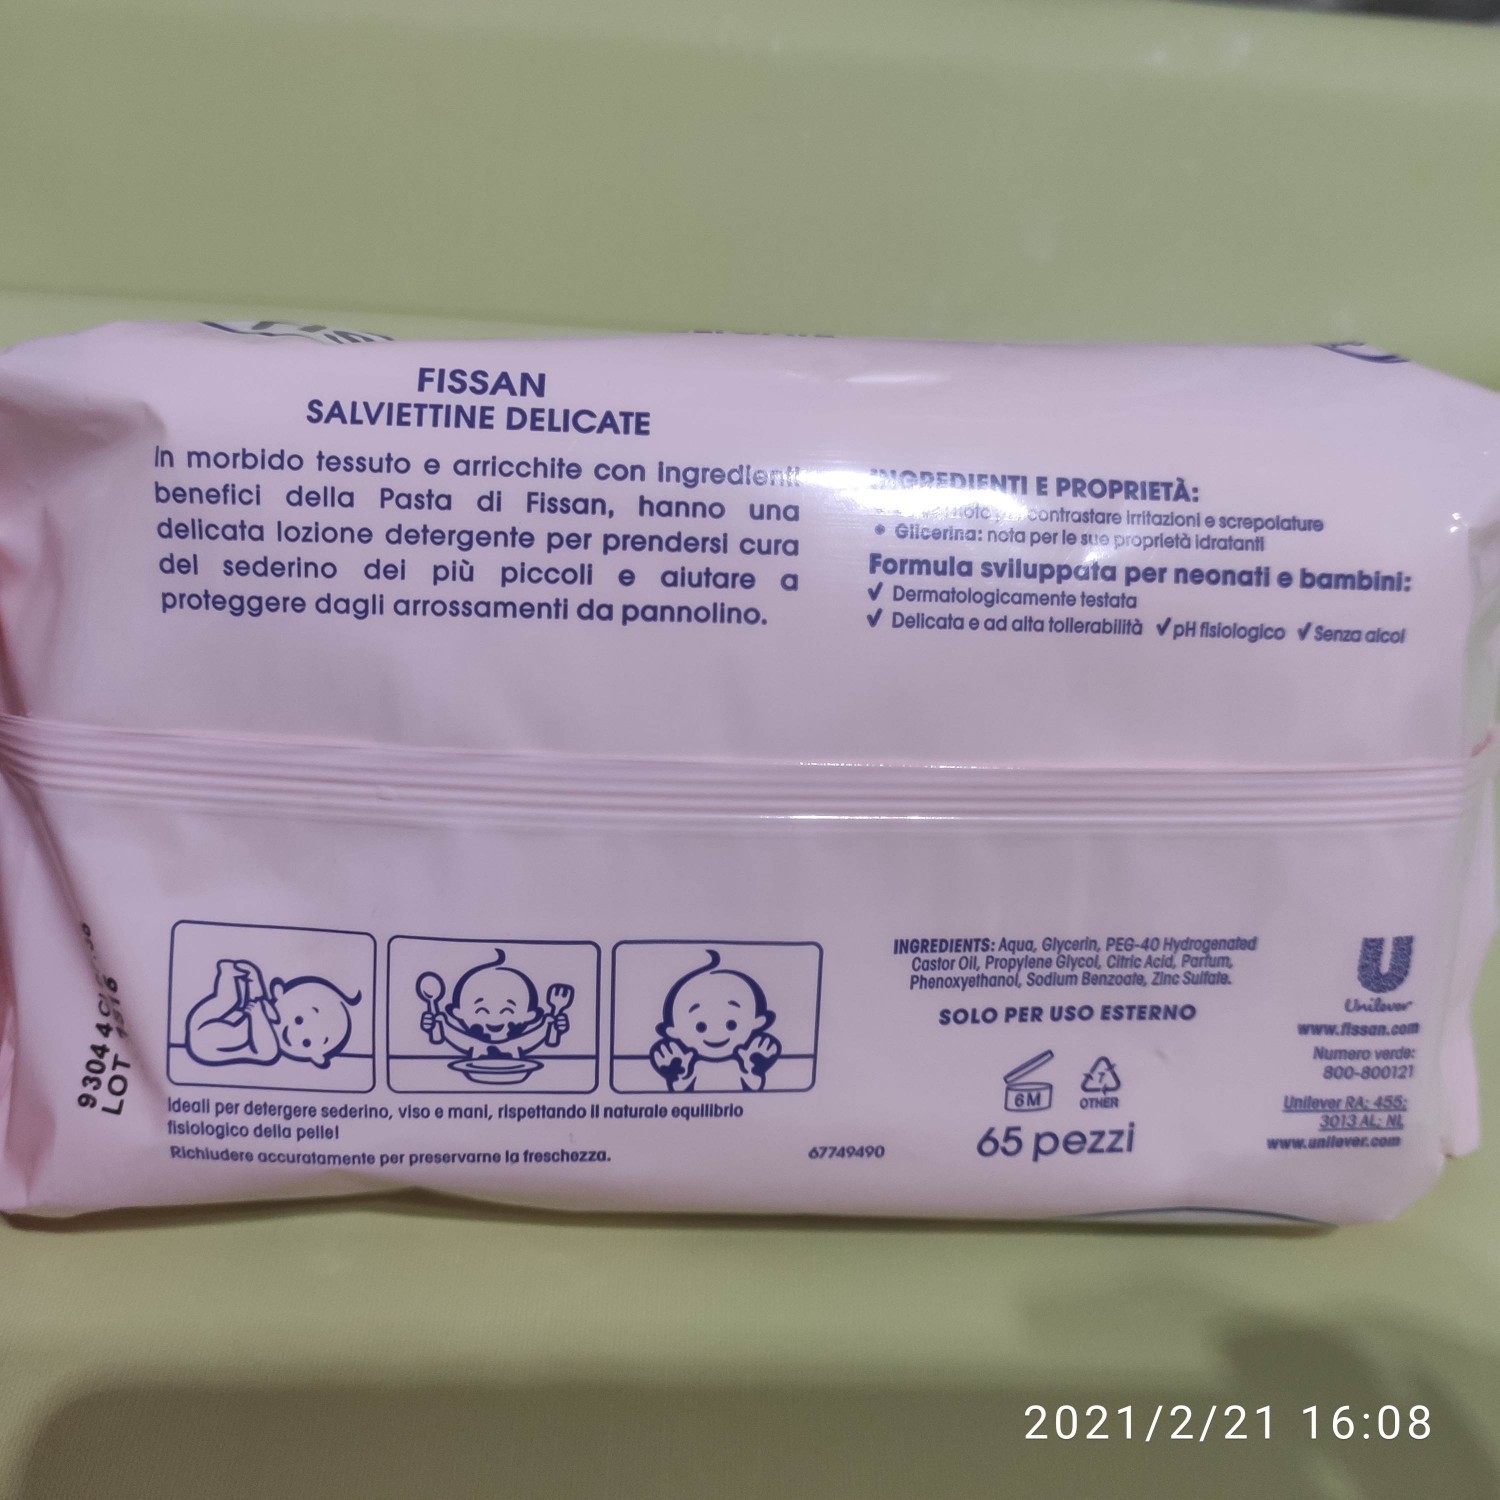 FISSAN
SALVIETTINE DELICATE
In morbido tessuto e arricchite con ingredienti
benefici della Pasta di Fissan, hanno una
delicata lozione detergente per prendersi cura
del sederino dei più piccoli e aiutare a
proteggere dagli arrossamenti da pannolino.
INGREDIENTI E PROPRIETÀ:
contrastare irritazioni e screpolature
• Glicerina: nota per le sue proprietà idratanti
Formula sviluppata per neonati e bambini:
✓ Dermatologicamente testata
✓ Delicata e ad alta tollerabilità ✓ pH fisiologico ✓ Senza alcol
9304 4
LOT
Ideali per detergere sederino, viso e mani, rispettando il naturale equilibrio
fisiologico della pelle!
Richiudere accuratamente per preservarne la freschezza.
67749490
INGREDIENTS: Aqua, Glycerin, PEG-40 Hydrogenated
Castor Oil, Propylene Glycol, Citric Acid, Parfum,
Phenoxyethanol, Sodium Benzoate, Zinc Sulfate.
SOLO PER USO ESTERNO
6M
7
OTHER
65 pezzi
Unilever
www.fissan.com
Numero verde:
800-800121
Unilever RA; 455;
3013 AL; NL
www.unilever.com
2021/2/21 16:08